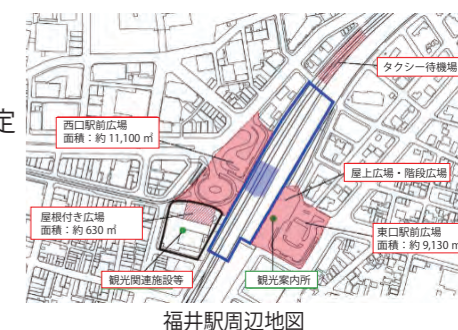 定
タクシー待機場
西口駅前広場
面積：約 11,100 ㎡
屋上広場・階段広場
屋根付き広場
面積：約 630 ㎡
東口駅前広場
面積：約 9,130 ㎡
観光関連施設等
観光案内所
福井駅周辺地図